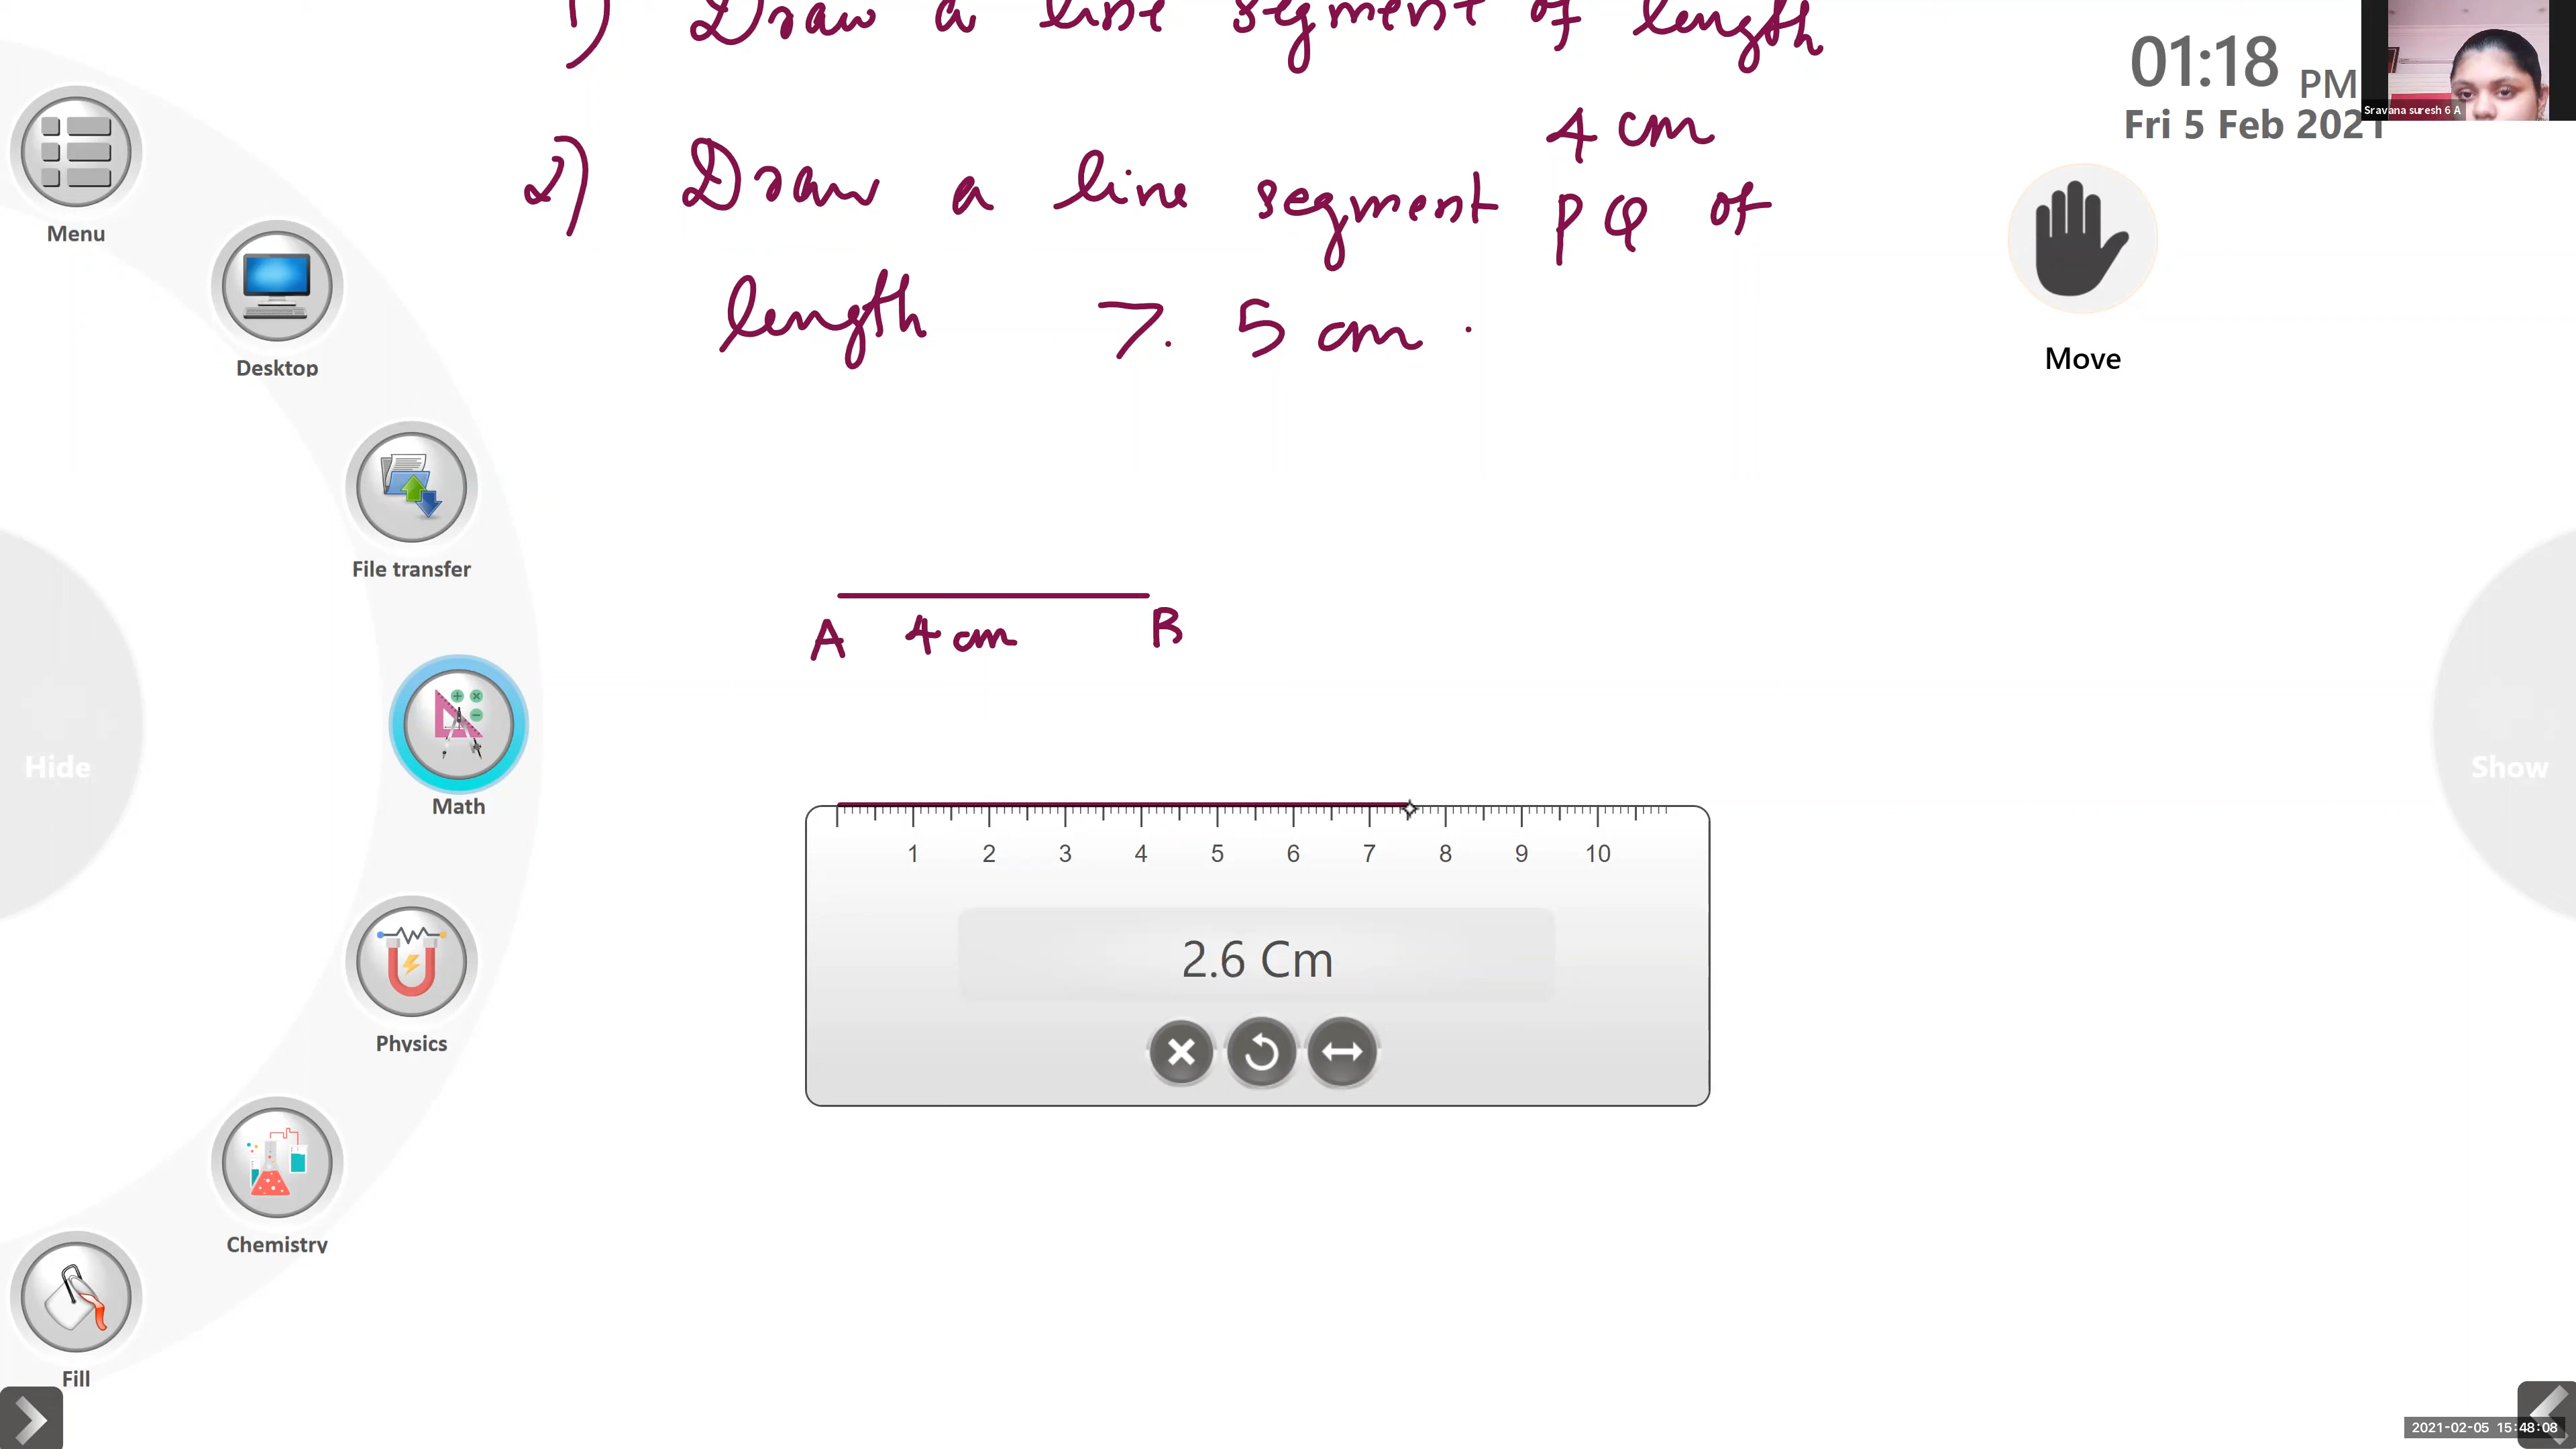 1) Draw a line segment of length
4 cm
2) Draw a line segment PQ of
length 7.5 cm.
A 4 cm B
1 2 3 4 5 6 7 8 9 10
2.6 Cm
Menu
Desktop
File transfer
Math
Physics
Chemistry
Fill
Hide
01:18 PM
Fri 5 Feb 2021
Sravana suresh 6 A
Move
Show
2021-02-05 15:48:08